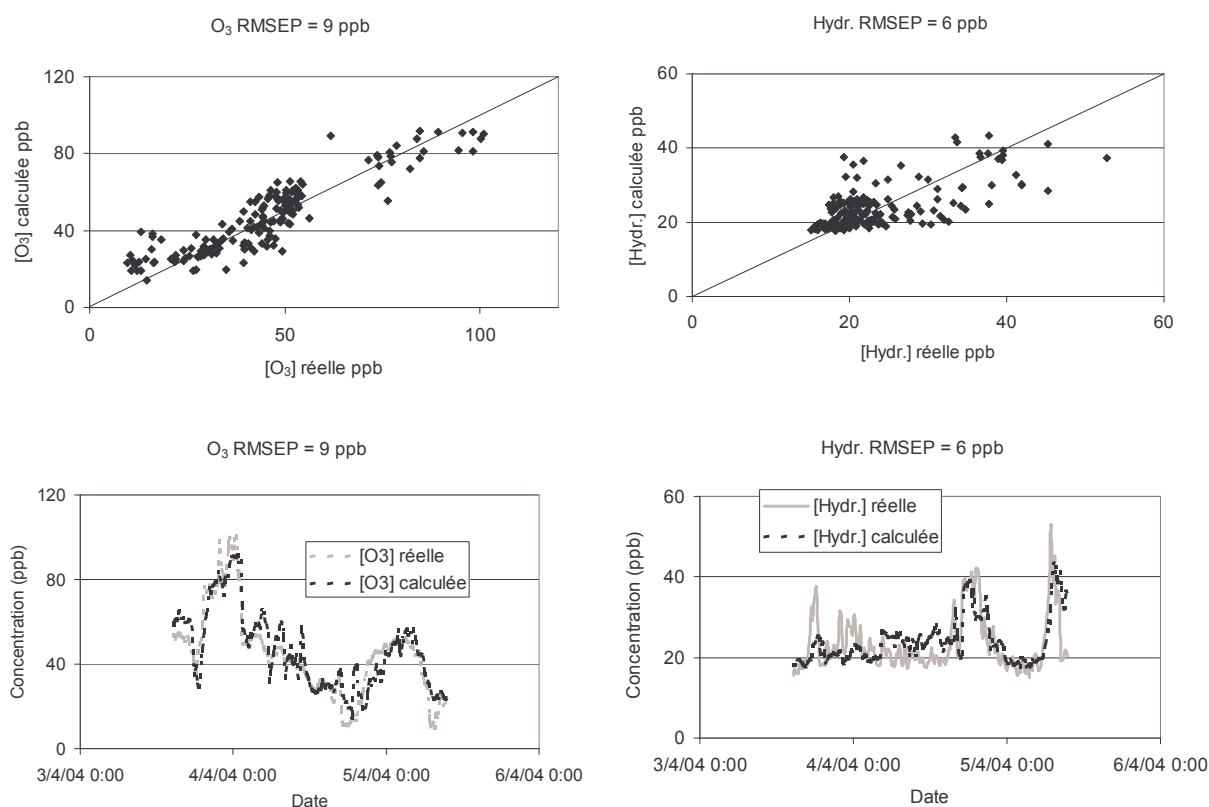 O₃ RMSEP = 9 ppb
120
80
40
0
0
50
100
[O₃] calculée ppb
[O₃] réelle ppb
Hydr. RMSEP = 6 ppb
60
40
20
0
0
20
40
60
[Hydr.] calculée ppb
[Hydr.] réelle ppb
O₃ RMSEP = 9 ppb
120
80
40
0
Concentration (ppb)
[O3] réelle
[O3] calculée
3/4/04 0:00
4/4/04 0:00
5/4/04 0:00
6/4/04 0:00
Date
Hydr. RMSEP = 6 ppb
60
40
20
0
Concentration (ppb)
[Hydr.] réelle
[Hydr.] calculée
3/4/04 0:00
4/4/04 0:00
5/4/04 0:00
6/4/04 0:00
Date